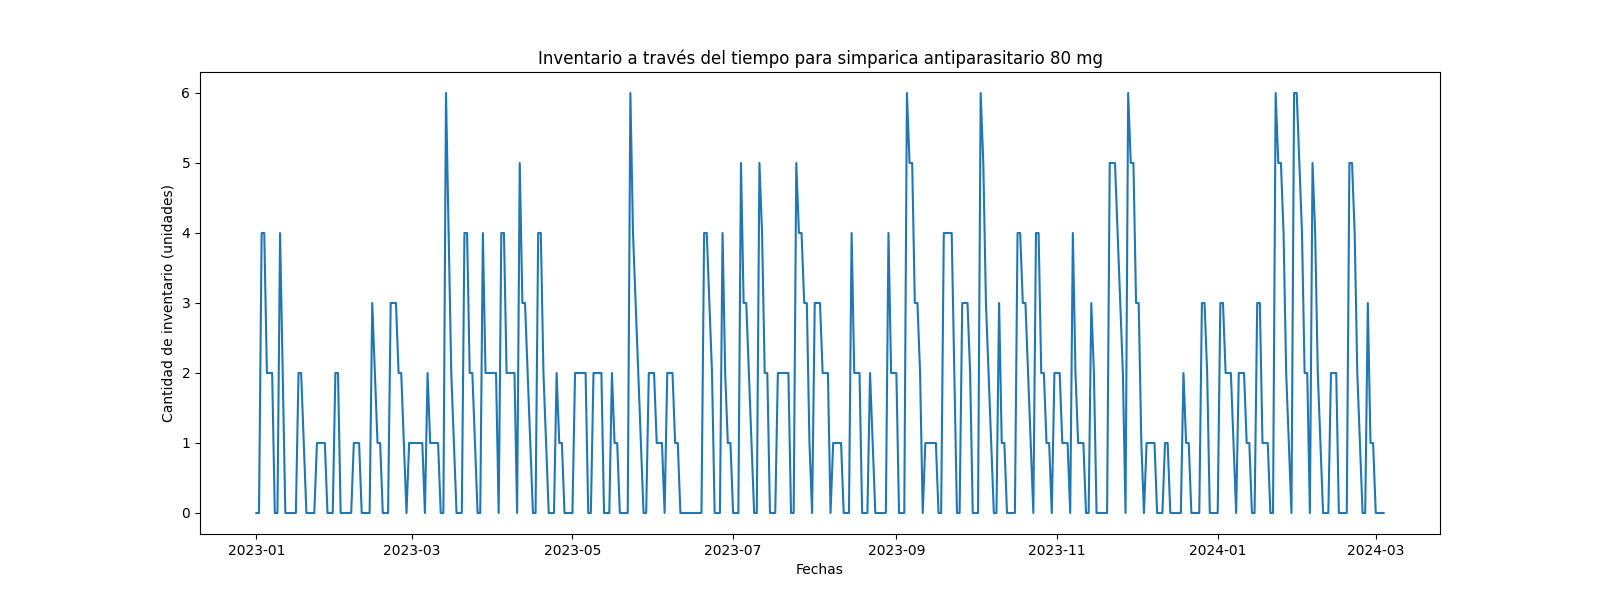 Inventario a través del tiempo para simparica antiparasitario 80 mg
Cantidad de inventario (unidades)
6
5
4
3
2
1
0
2023-01 2023-03 2023-05 2023-07 2023-09 2023-11 2024-01 2024-03
Fechas